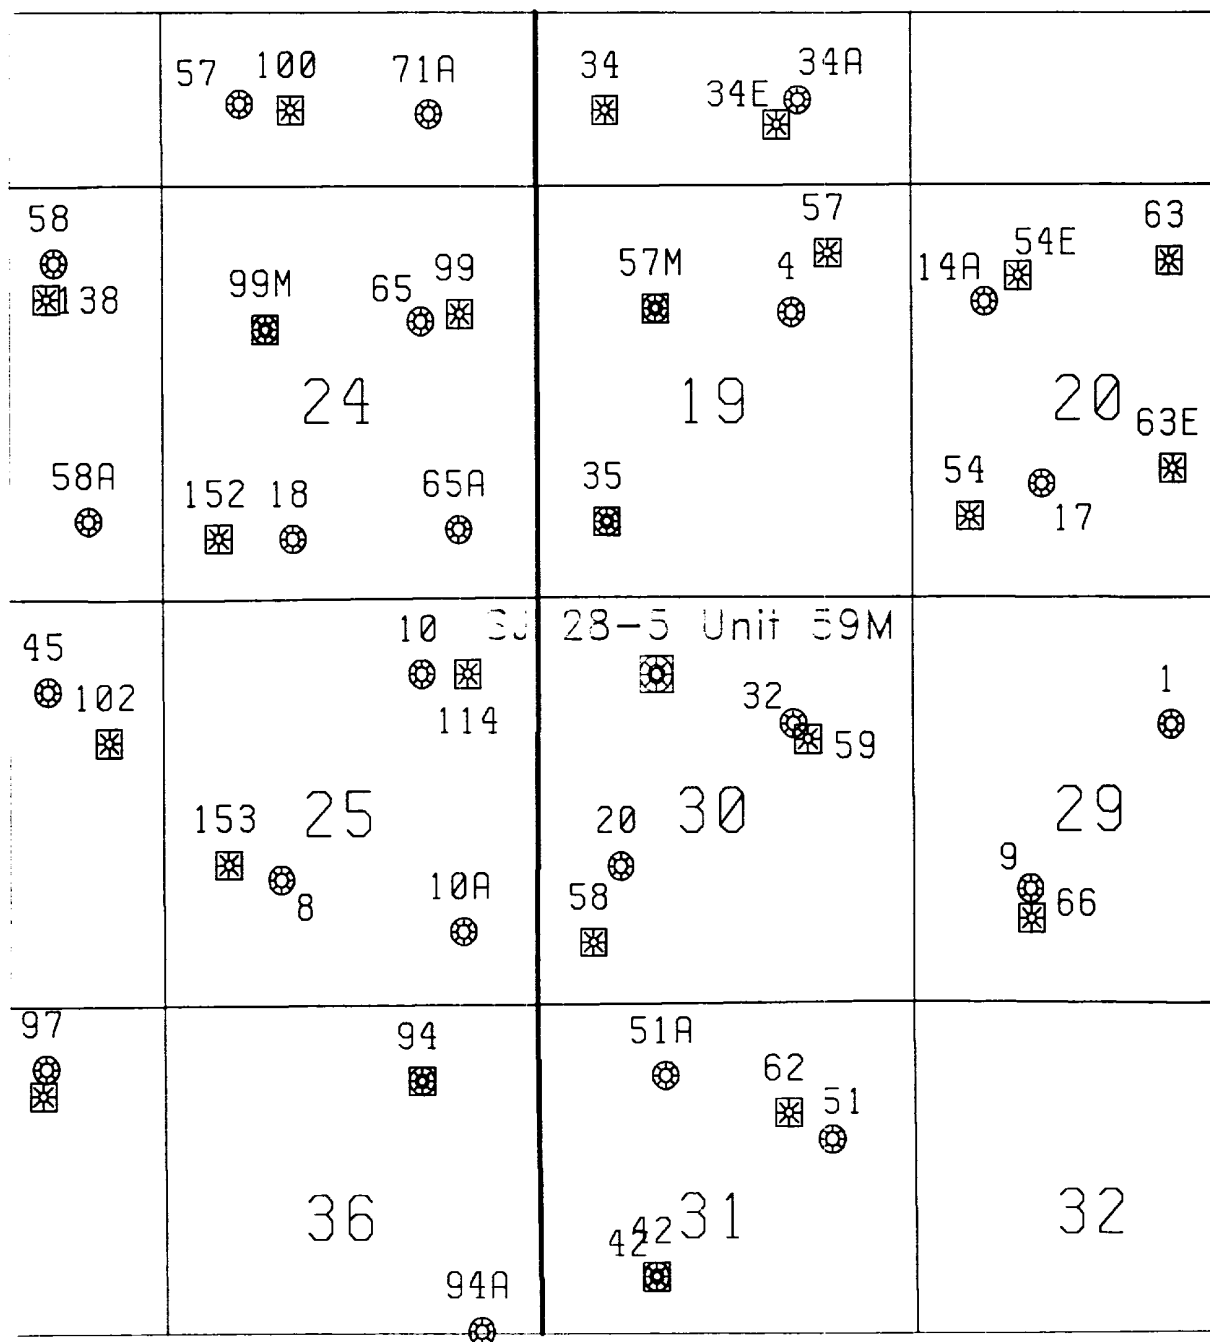 57 100 71A 34 34E 34A
58 99M 65 99 57M 4 57 14A 54E 63
138
24 19 20
58A 152 18 65A 35 54 17 63E
45 102 10 SJ 28-5 Unit 59M
114 32 59 1
153 25 20 30 29
8 10A 58 9 66
97 94 51A 62 51
36 42 42 31 32
94A